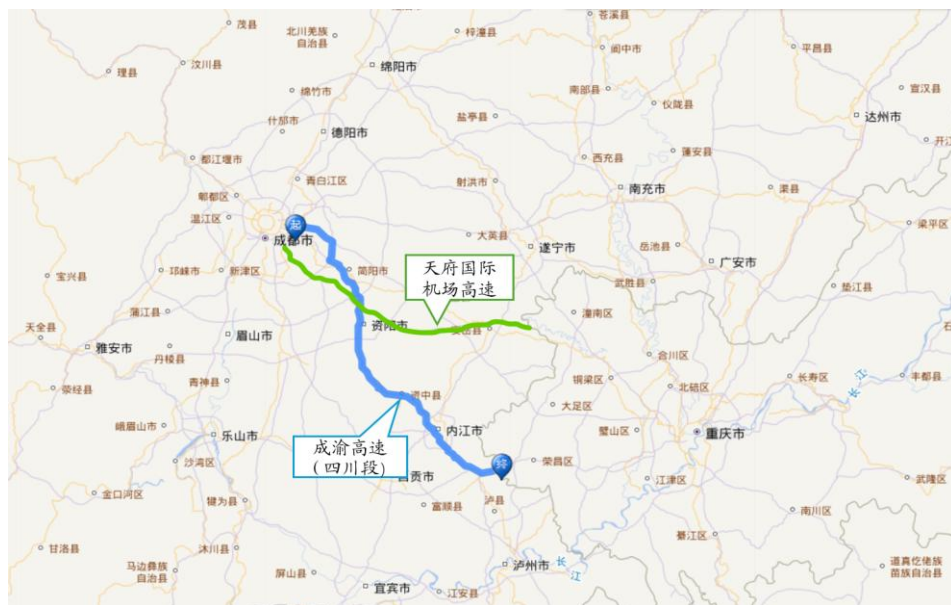 茂县
北川羌族
自治县
梓潼县
苍溪县
阆中市
平昌县
理县
汶川县
绵阳市
绵竹市
南部县
仪陇县
宣汉县
什邡市
德阳市
盐亭县
达州市
都江堰市
西充县
蓬安县
开江
青白江区
射洪市
南充市
渠县
郫都区
温江区
起
成都市
大英县
遂宁市
岳池县
梁平区
宝兴县
邛崃市
新津区
简阳市
天府国际
机场高速
广安市
武胜县
垫江县
蒲江县
潼南区
天全县
雅安市
眉山市
资阳市
丹棱县
合川区
石
荥经县
青神县
资中县
铜梁区
北碚区
长寿区
长江
丰都县
大足区
峨眉山市
乐山市
成渝高速
(四川段)
内江市
璧山区
重庆市
沙湾区
终
荣昌区
金口河区
贡市
江津区
武隆区
犍为县
富顺县
泸县
南川区
綦江区
甘洛县
沐川县
马边彝族
自治县
屏山县
泸州市
长
江
道真仡佬族
苗族自治县
宜宾市
江安县